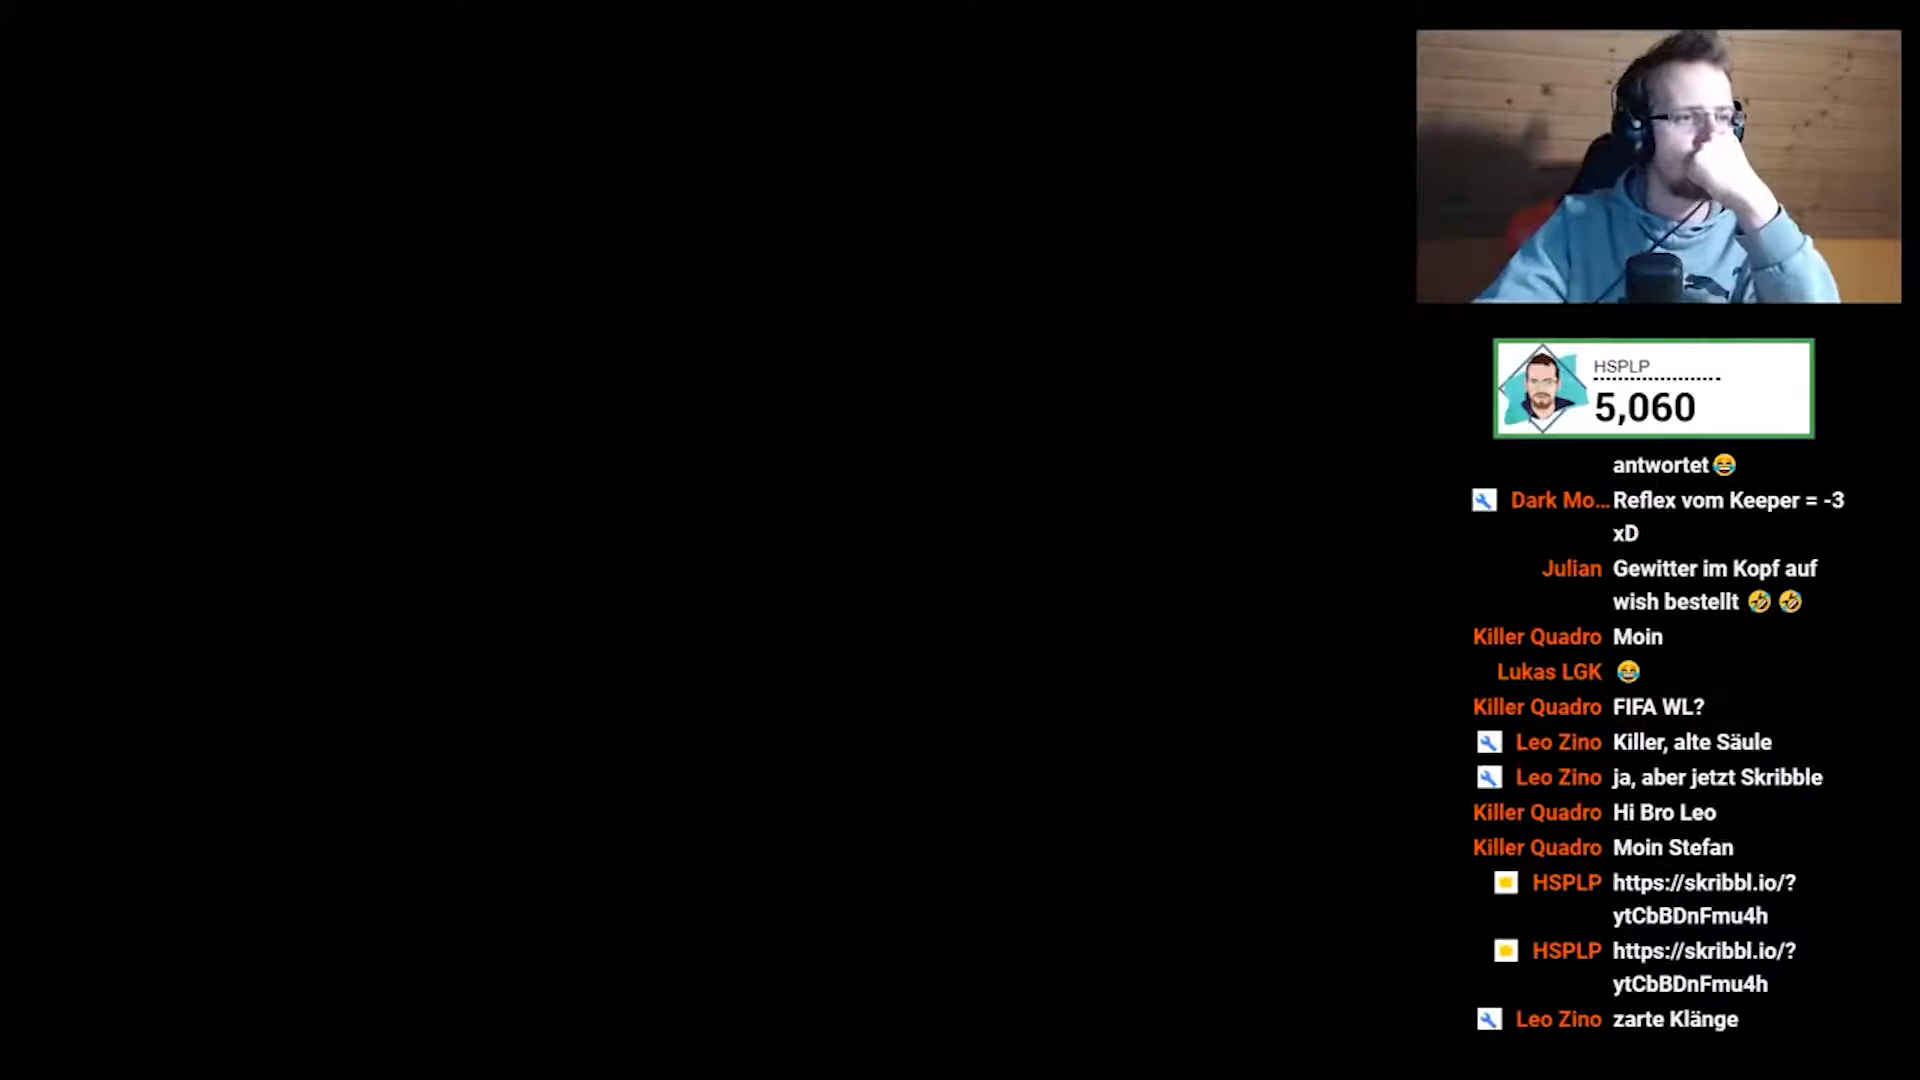 HSPLP
5,060
antwortet😂
Dark Mo... Reflex vom Keeper = -3
xD
Julian Gewitter im Kopf auf
wish bestellt 🤣 🤣
Killer Quadro Moin
Lukas LGK 😂
Killer Quadro FIFA WL?
Leo Zino Killer, alte Säule
Leo Zino ja, aber jetzt Skribble
Killer Quadro Hi Bro Leo
Killer Quadro Moin Stefan
HSPLP https://skribbl.io/?
ytCbBDnFmu4h
HSPLP https://skribbl.io/?
ytCbBDnFmu4h
Leo Zino zarte Klänge